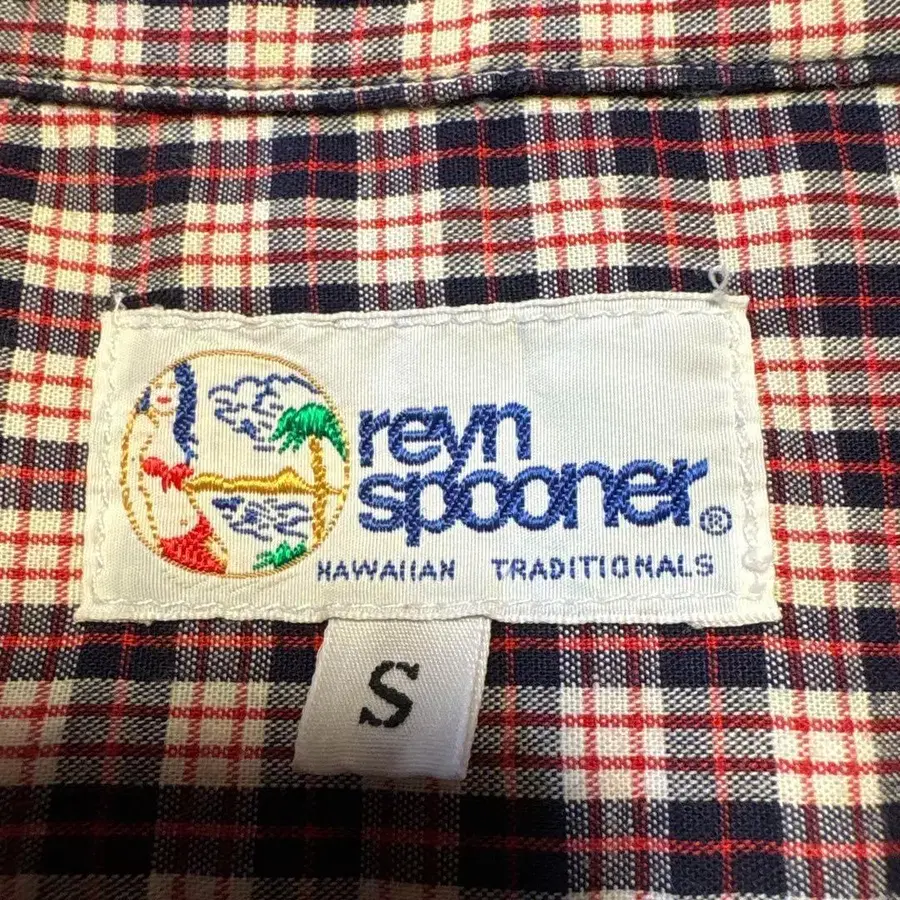 reyn
spooner®
HAWAIIAN TRADITIONALS
S